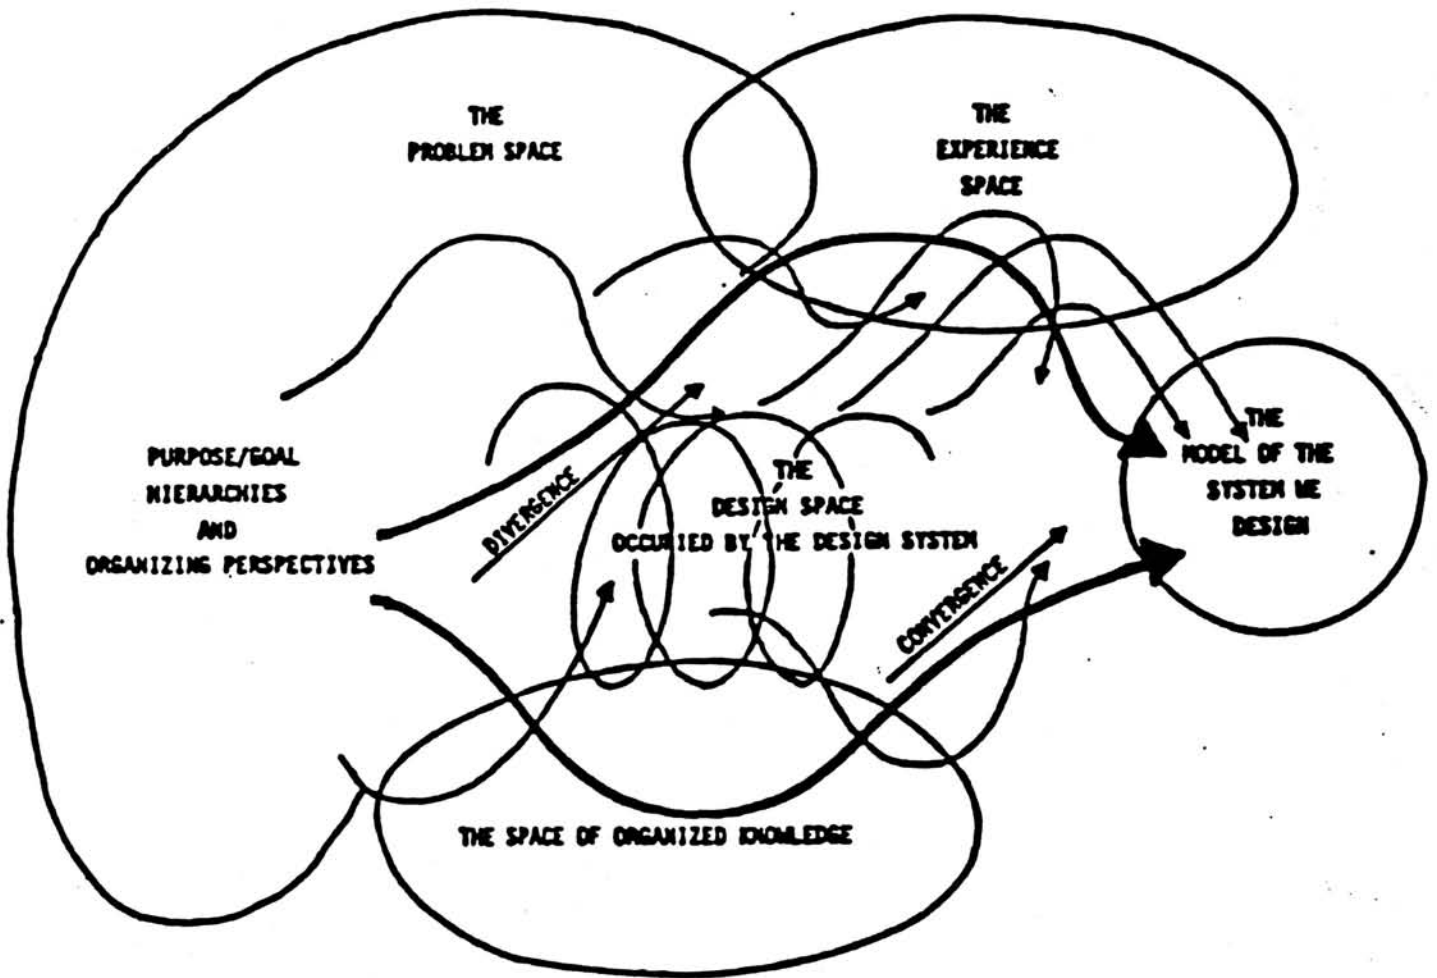 THE
PROBLEM SPACE
THE
EXPERIENCE
SPACE
PURPOSE/GOAL
HIERARCHIES
AND
ORGANIZING PERSPECTIVES
DIVERGENCE
THE
DESIGN SPACE
OCCUPIED BY THE DESIGN SYSTEM
CONVERGENCE
THE
MODEL OF THE
SYSTEM WE
DESIGN
THE SPACE OF ORGANIZED KNOWLEDGE